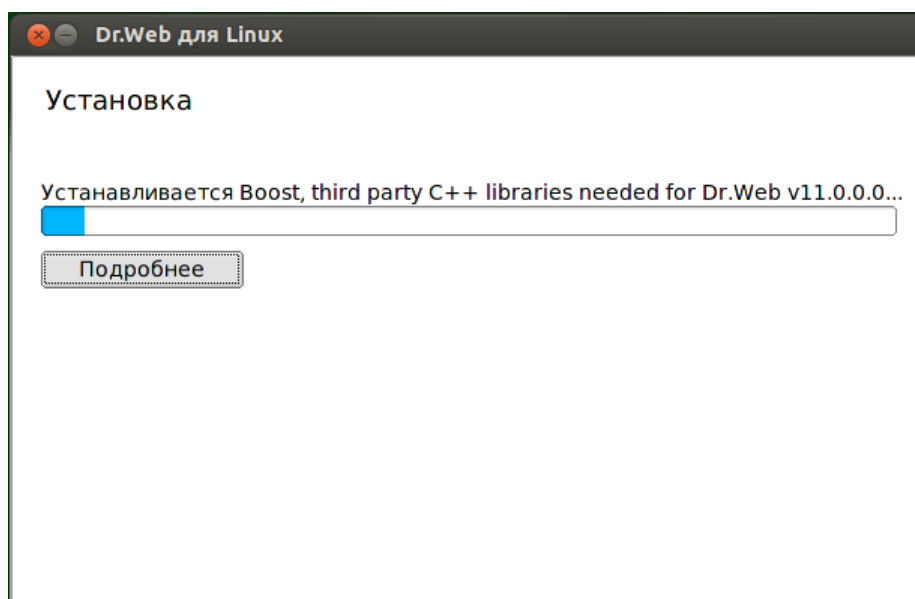 Dr.Web для Linux
Установка
Устанавливается Boost, third party C++ libraries needed for Dr.Web v11.0.0.0...
Подробнее